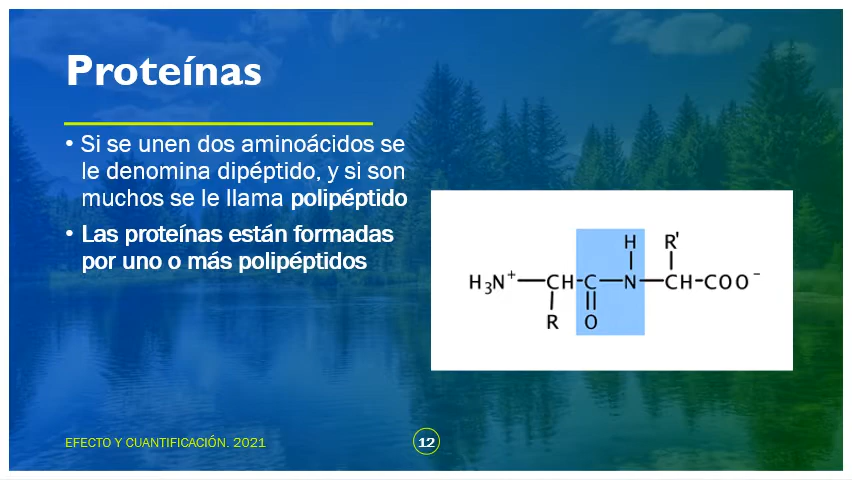 Proteínas
• Si se unen dos aminoácidos se
le denomina dipéptido, y si son
muchos se le llama polipéptido
• Las proteínas están formadas
por uno o más polipéptidos
H R'
H₃N⁺—CH-C—N—CH-COO⁻
R O
EFECTO Y CUANTIFICACIÓN. 2021
12